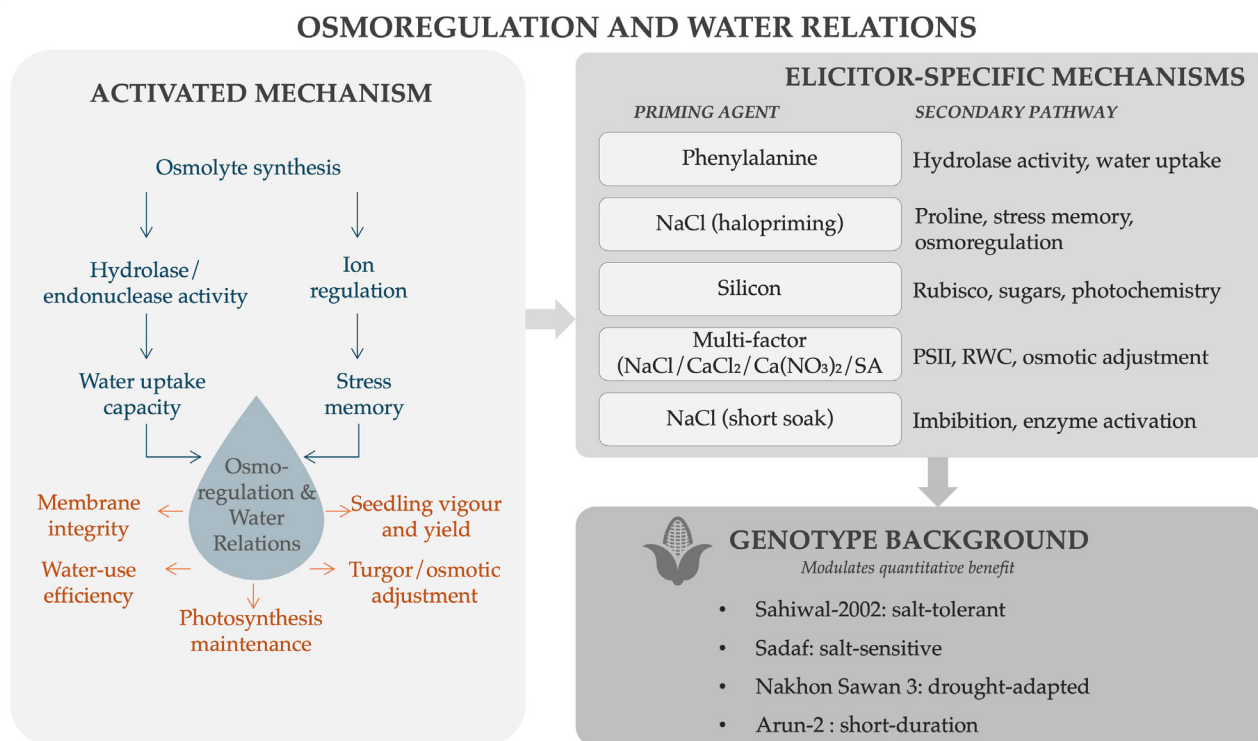 OSMOREGULATION AND WATER RELATIONS
ACTIVATED MECHANISM
Osmolyte synthesis
Hydrolase/
endonuclease activity
Ion
regulation
Water uptake
capacity
Stress
memory
Osmo-
regulation &
Water
Relations
Membrane
integrity
Seedling vigour
and yield
Water-use
efficiency
Turgor/osmotic
adjustment
Photosynthesis
maintenance
ELICITOR-SPECIFIC MECHANISMS
PRIMING AGENT
SECONDARY PATHWAY
Phenylalanine
Hydrolase activity, water uptake
NaCl (halopriming)
Proline, stress memory,
osmoregulation
Silicon
Rubisco, sugars, photochemistry
Multi-factor
(NaCl/CaCl₂/Ca(NO₃)₂/SA
PSII, RWC, osmotic adjustment
NaCl (short soak)
Imbibition, enzyme activation
GENOTYPE BACKGROUND
Modulates quantitative benefit
• Sahiwal-2002: salt-tolerant
• Sadaf: salt-sensitive
• Nakhon Sawan 3: drought-adapted
• Arun-2 : short-duration